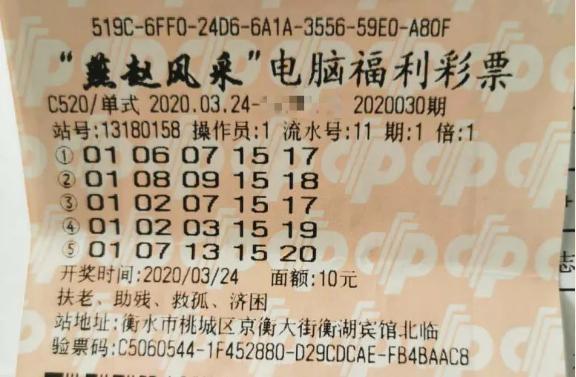 519C-6FF0-24D6-6A1A-3556-59E0-A80F
“燕赵风采”电脑福利彩票
C520/单式 2020.03.24- 2020030期
站号:13180158 操作员:1 流水号:11 期:1 倍:1
① 01 06 07 15 17
② 01 08 09 15 18
③ 01 02 07 15 17
④ 01 02 03 15 19
⑤ 01 07 13 15 20
开奖时间:2020/03/24 面额:10元
扶老、助残、救孤、济困
站地址:衡水市桃城区京衡大街衡湖宾馆北临
验票码:C5060544-1F452880-D29CDCAE-FB4BAAC8